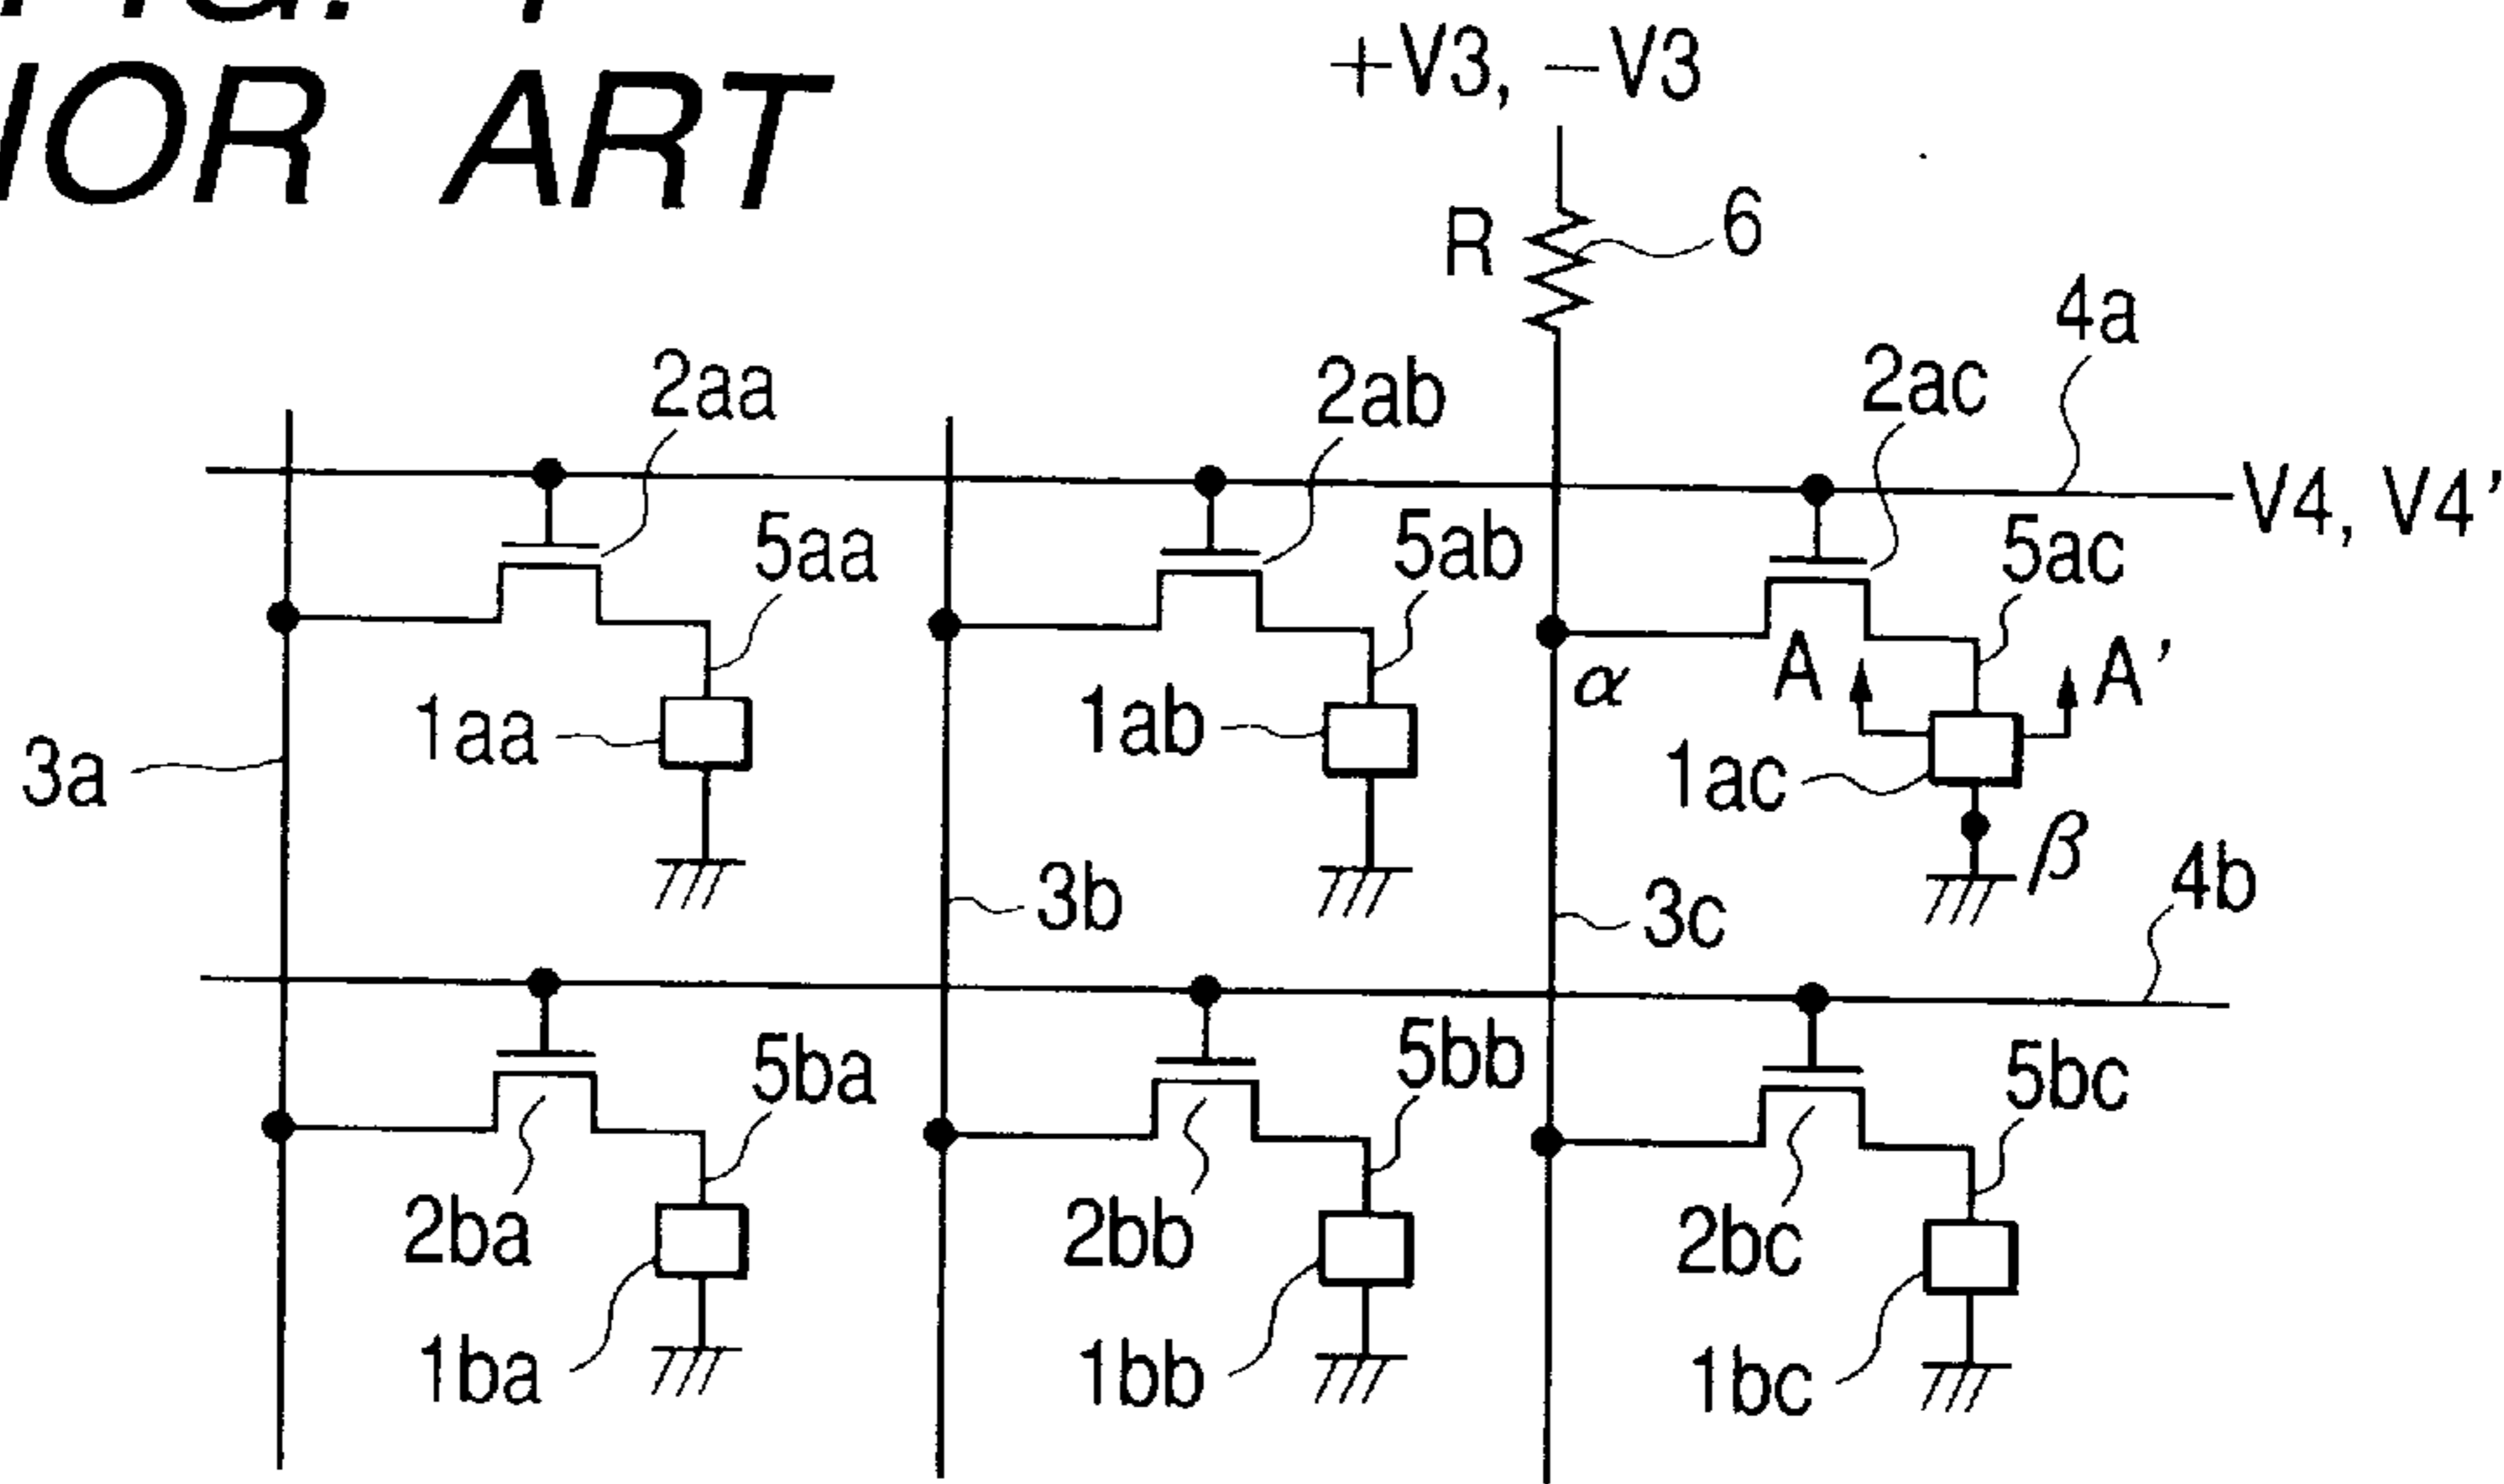 ART
+V3, −V3
R
6
4a
2aa
2ab
2ac
V4, V4'
5aa
5ab
5ac
A
A'
α
1aa
1ab
1ac
3a
β
3b
3c
4b
5ba
5bb
5bc
2ba
2bb
2bc
1ba
1bb
1bc